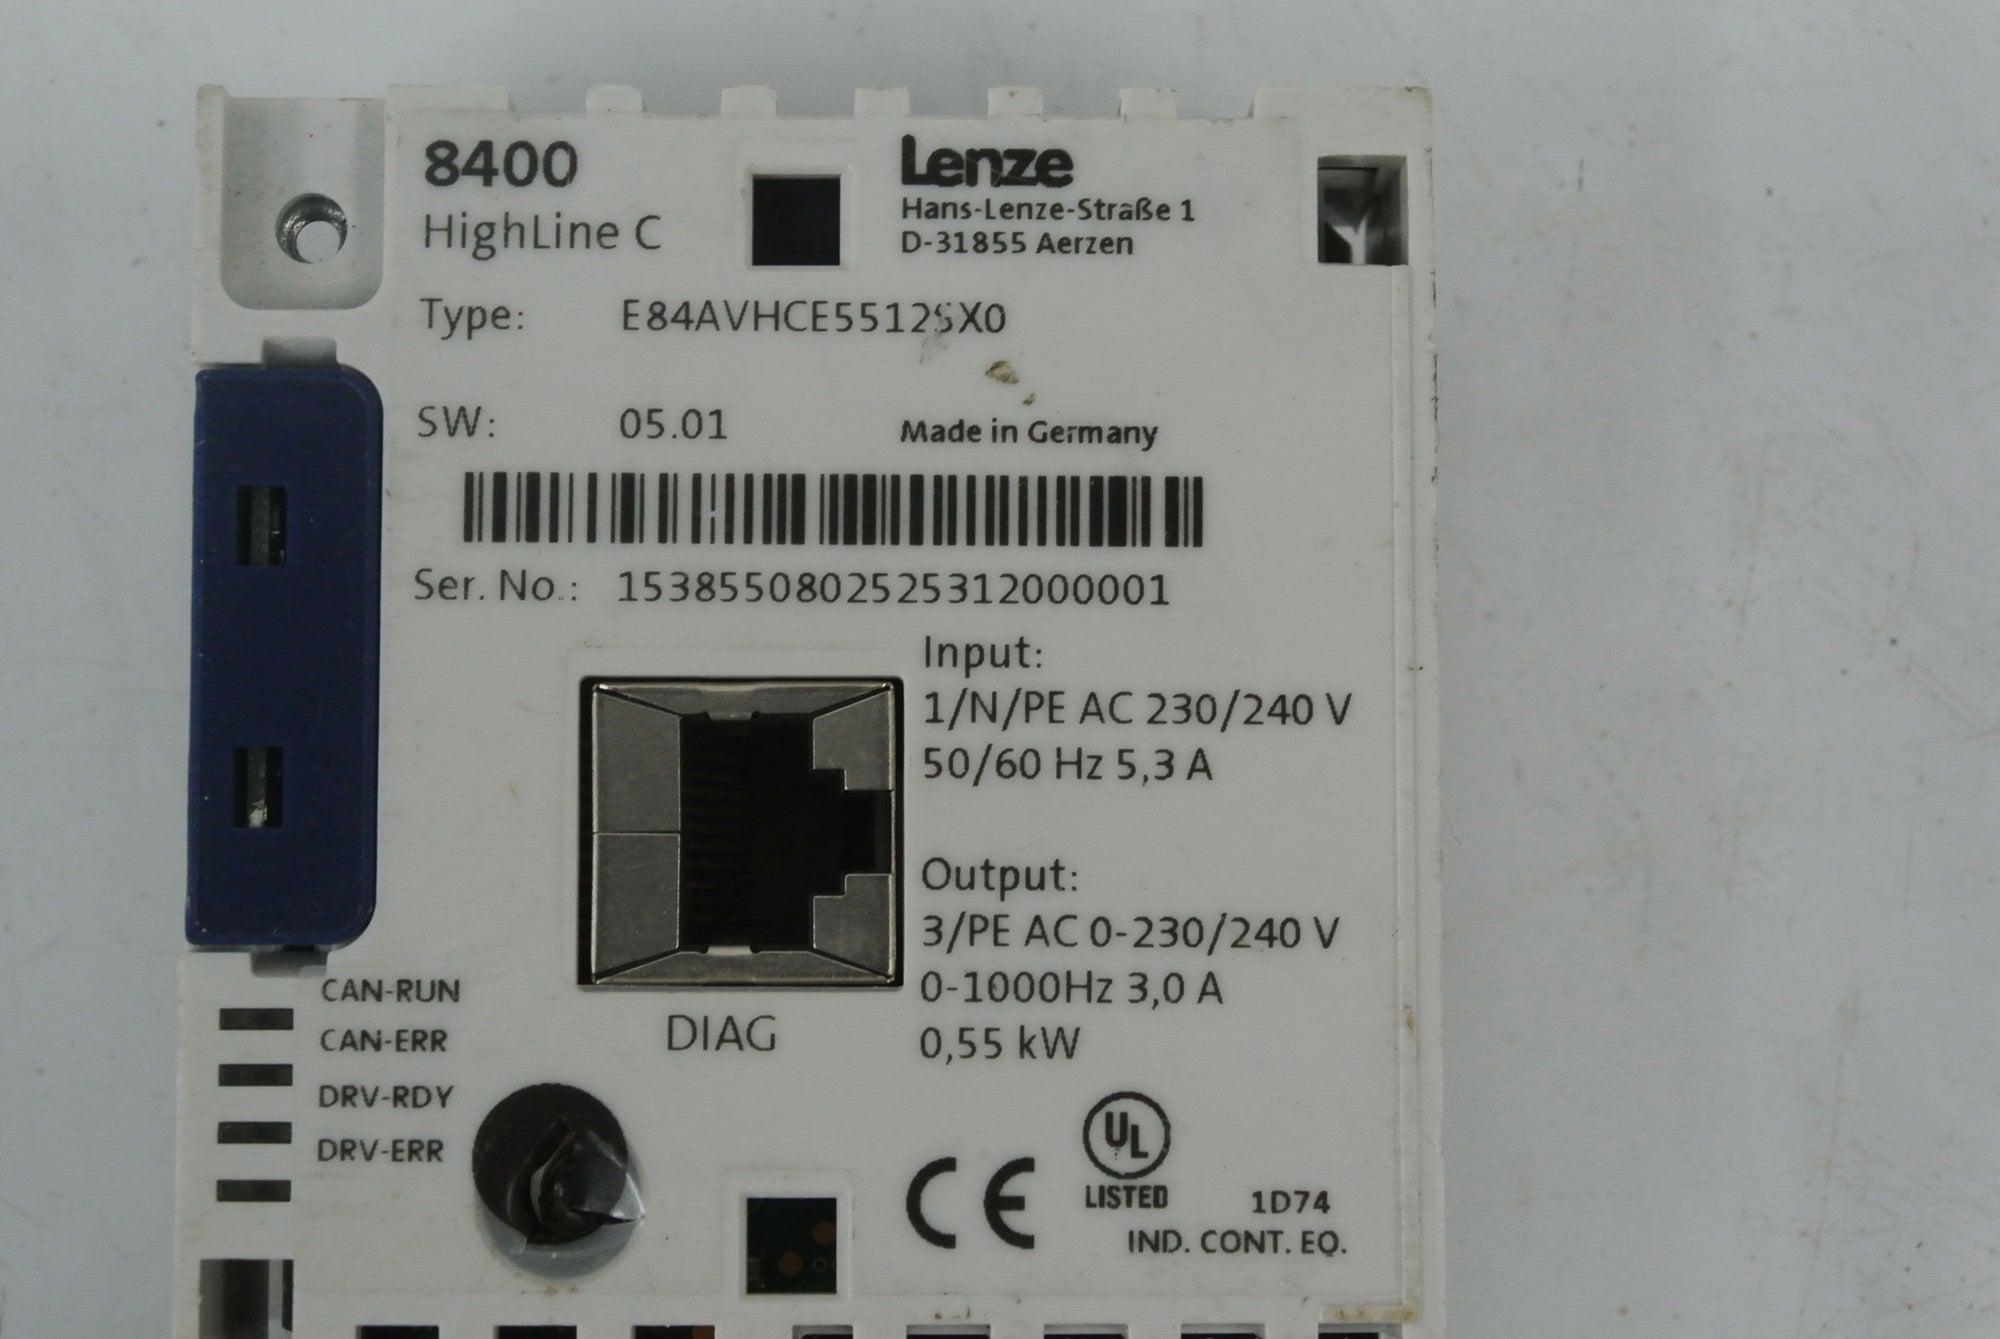 8400
HighLine C
Lenze
Hans-Lenze-Straße 1
D-31855 Aerzen
Type: E84AVHCE5512SX0
SW: 05.01
Made in Germany
Ser. No.: 1538550802525312000001
Input:
1/N/PE AC 230/240 V
50/60 Hz 5,3 A
Output:
3/PE AC 0-230/240 V
0-1000Hz 3,0 A
0,55 kW
DIAG
CAN-RUN
CAN-ERR
DRV-RDY
DRV-ERR
CE
UL
LISTED 1D74
IND. CONT. EQ.